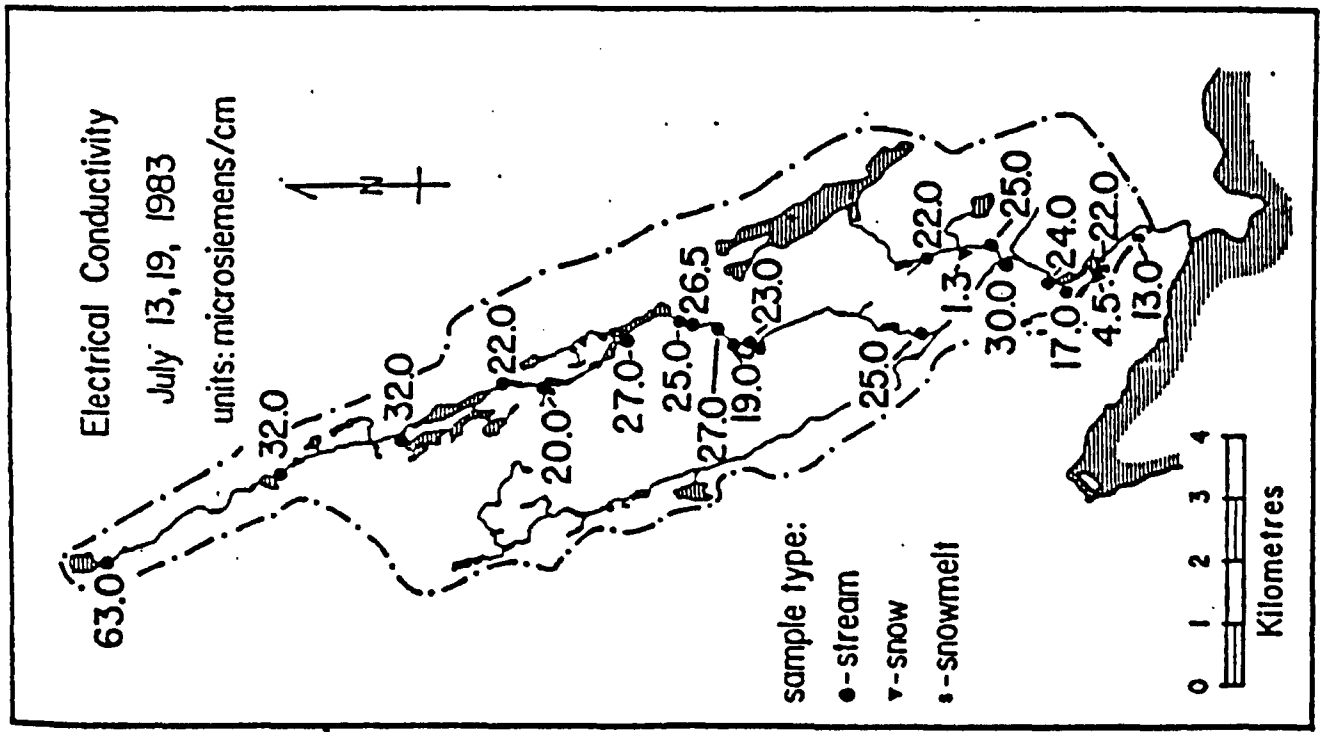 Electrical Conductivity
July 13, 19, 1983
units: microsiemens/cm
N
63.0
32.0
32.0
22.0
20.0
27.0
25.0
26.5
27.0
19.0
23.0
25.0
22.0
1.3
25.0
30.0
24.0
17.0
22.0
4.5
13.0
sample type:
●-stream
▼-snow
s-snowmelt
0 1 2 3 4
Kilometres